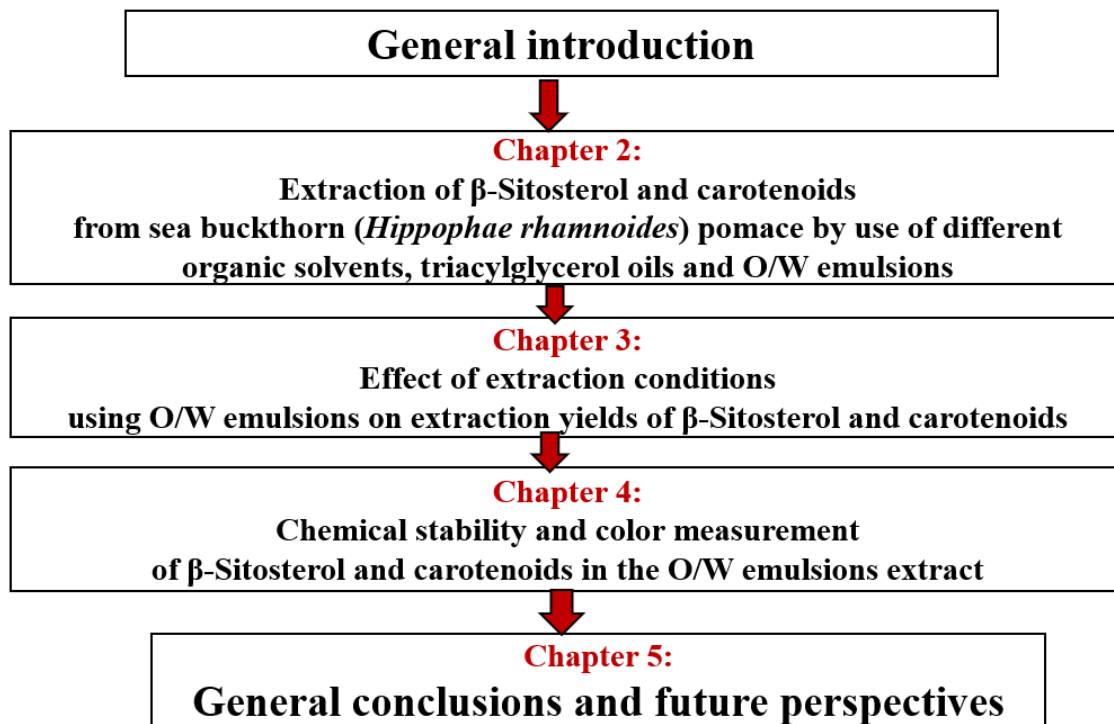 General introduction
Chapter 2:
Extraction of β-Sitosterol and carotenoids
from sea buckthorn (Hippophae rhamnoides) pomace by use of different
organic solvents, triacylglycerol oils and O/W emulsions
Chapter 3:
Effect of extraction conditions
using O/W emulsions on extraction yields of β-Sitosterol and carotenoids
Chapter 4:
Chemical stability and color measurement
of β-Sitosterol and carotenoids in the O/W emulsions extract
Chapter 5:
General conclusions and future perspectives